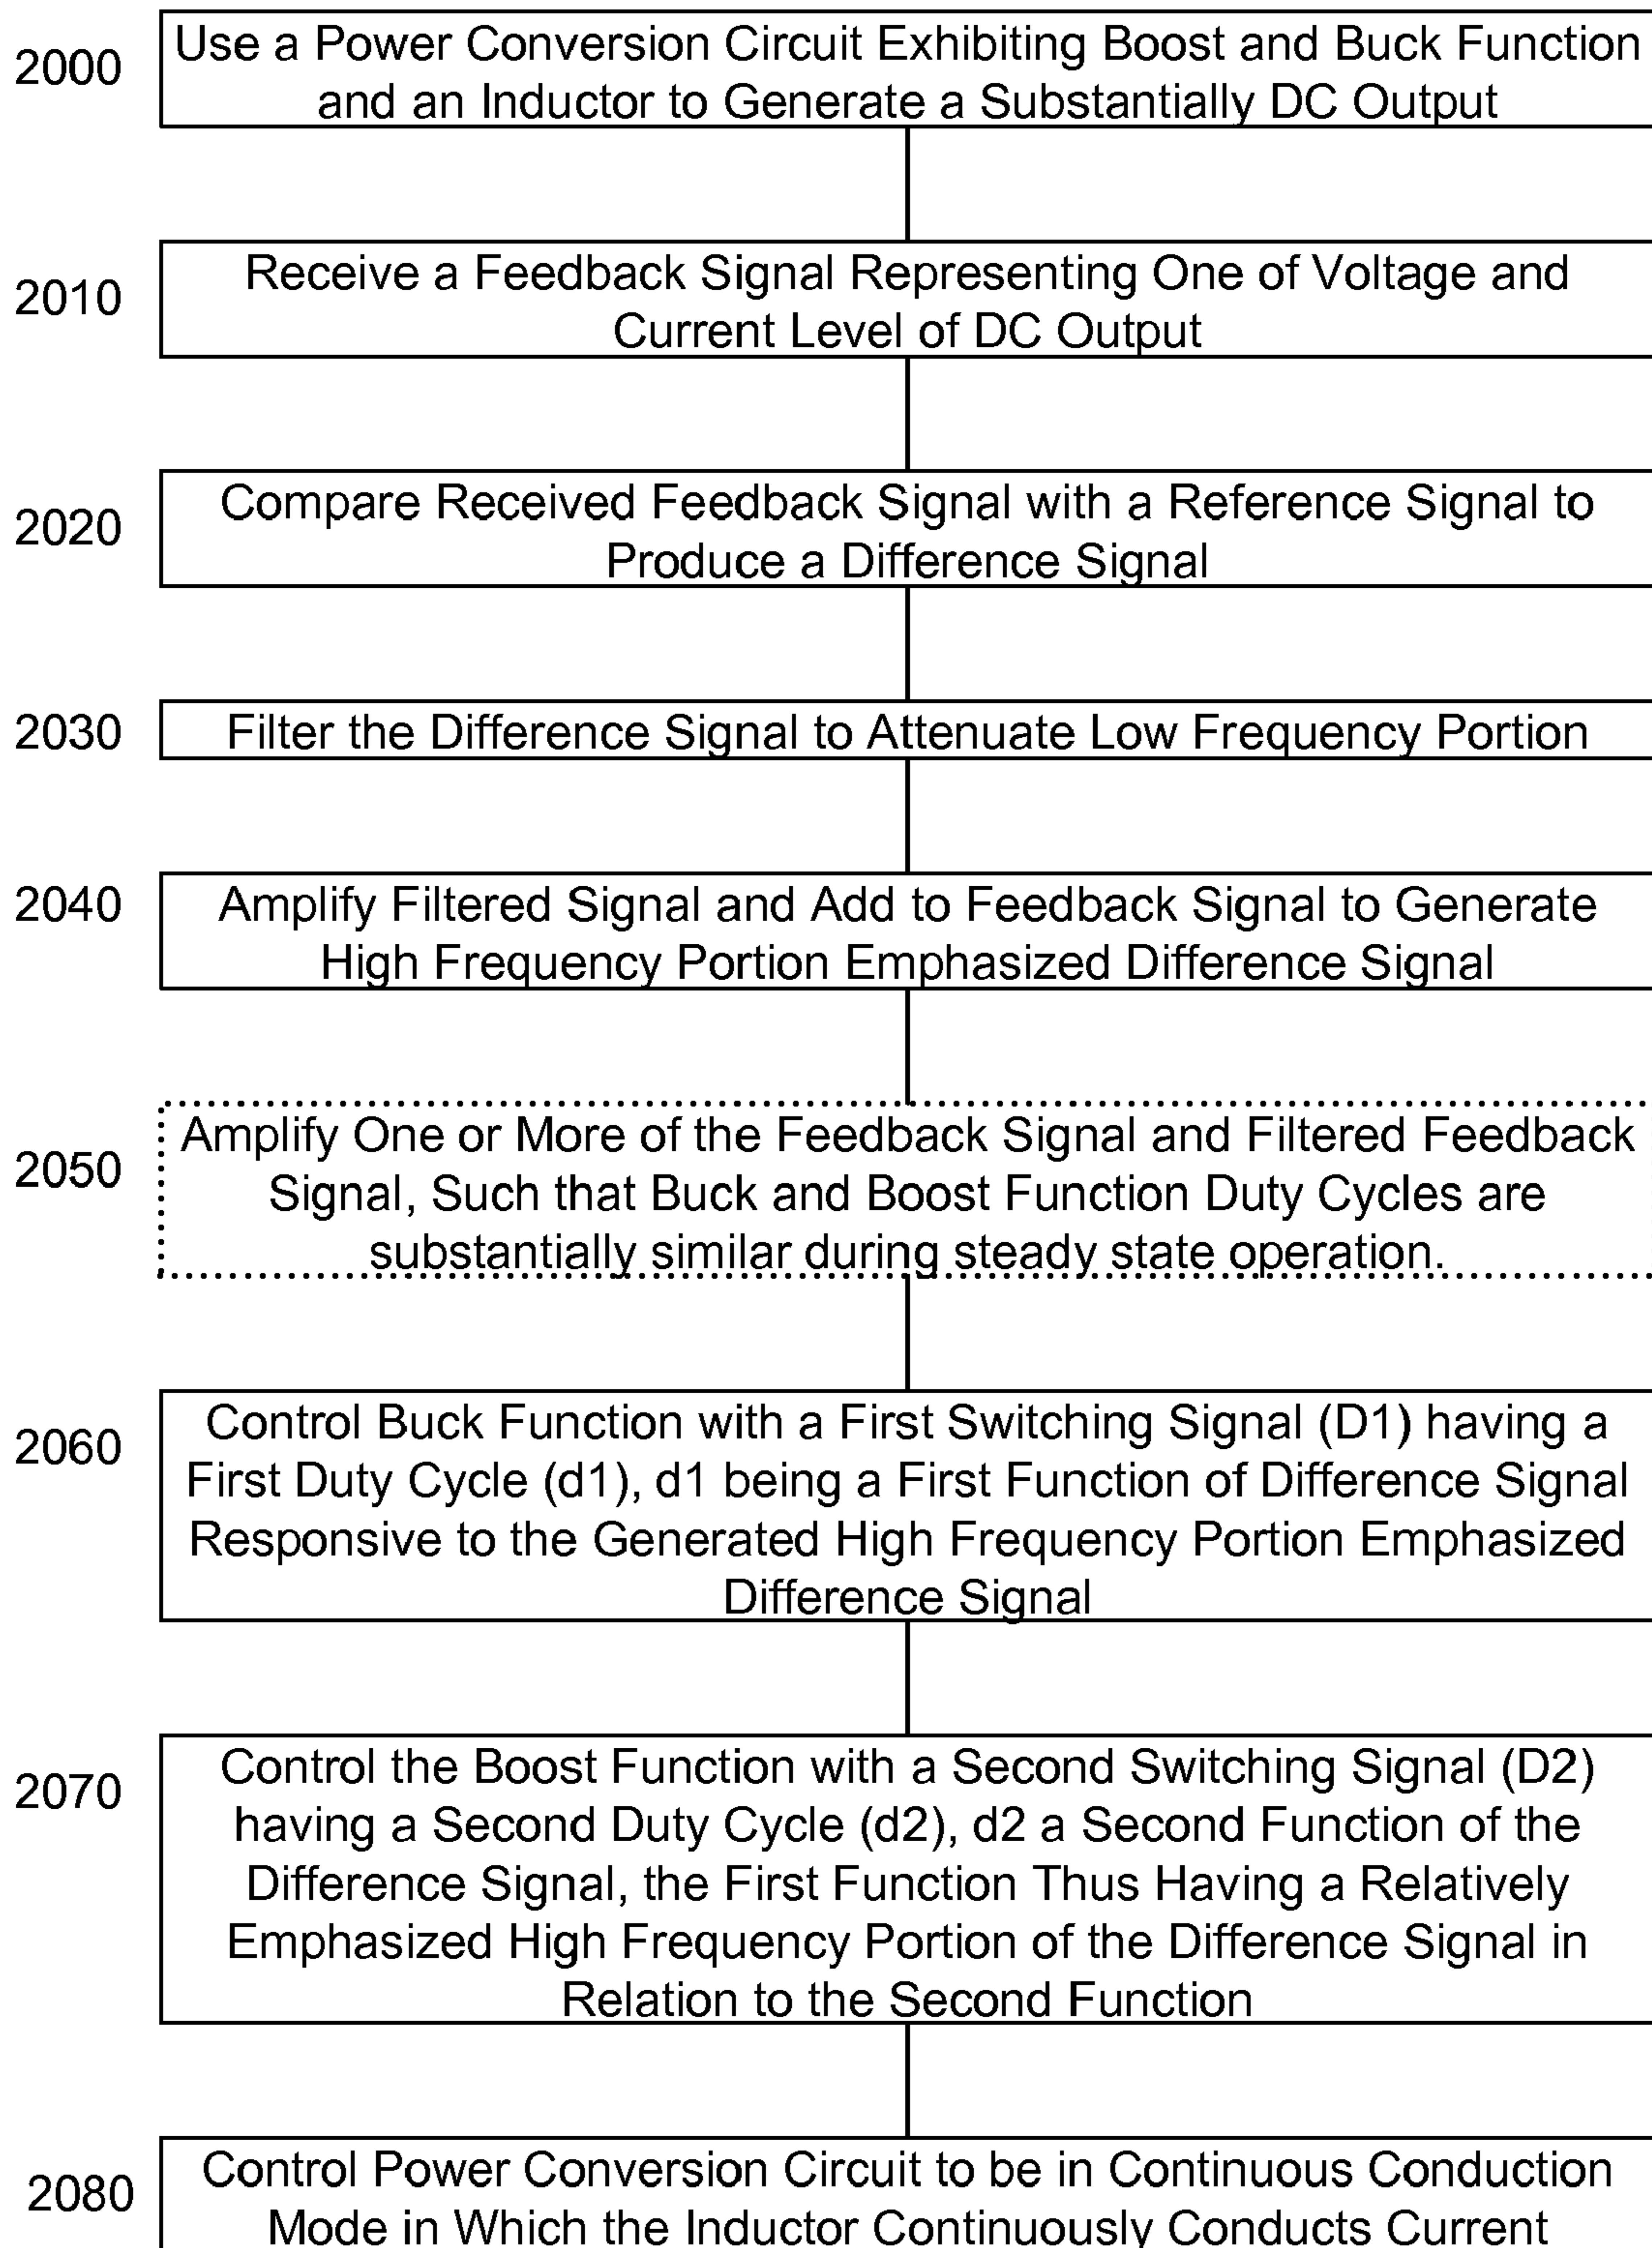 2000
Use a Power Conversion Circuit Exhibiting Boost and Buck Function
and an Inductor to Generate a Substantially DC Output
2010
Receive a Feedback Signal Representing One of Voltage and
Current Level of DC Output
2020
Compare Received Feedback Signal with a Reference Signal to
Produce a Difference Signal
2030
Filter the Difference Signal to Attenuate Low Frequency Portion
2040
Amplify Filtered Signal and Add to Feedback Signal to Generate
High Frequency Portion Emphasized Difference Signal
2050
Amplify One or More of the Feedback Signal and Filtered Feedback
Signal, Such that Buck and Boost Function Duty Cycles are
substantially similar during steady state operation.
2060
Control Buck Function with a First Switching Signal (D1) having a
First Duty Cycle (d1), d1 being a First Function of Difference Signal
Responsive to the Generated High Frequency Portion Emphasized
Difference Signal
2070
Control the Boost Function with a Second Switching Signal (D2)
having a Second Duty Cycle (d2), d2 a Second Function of the
Difference Signal, the First Function Thus Having a Relatively
Emphasized High Frequency Portion of the Difference Signal in
Relation to the Second Function
2080
Control Power Conversion Circuit to be in Continuous Conduction
Mode in Which the Inductor Continuously Conducts Current